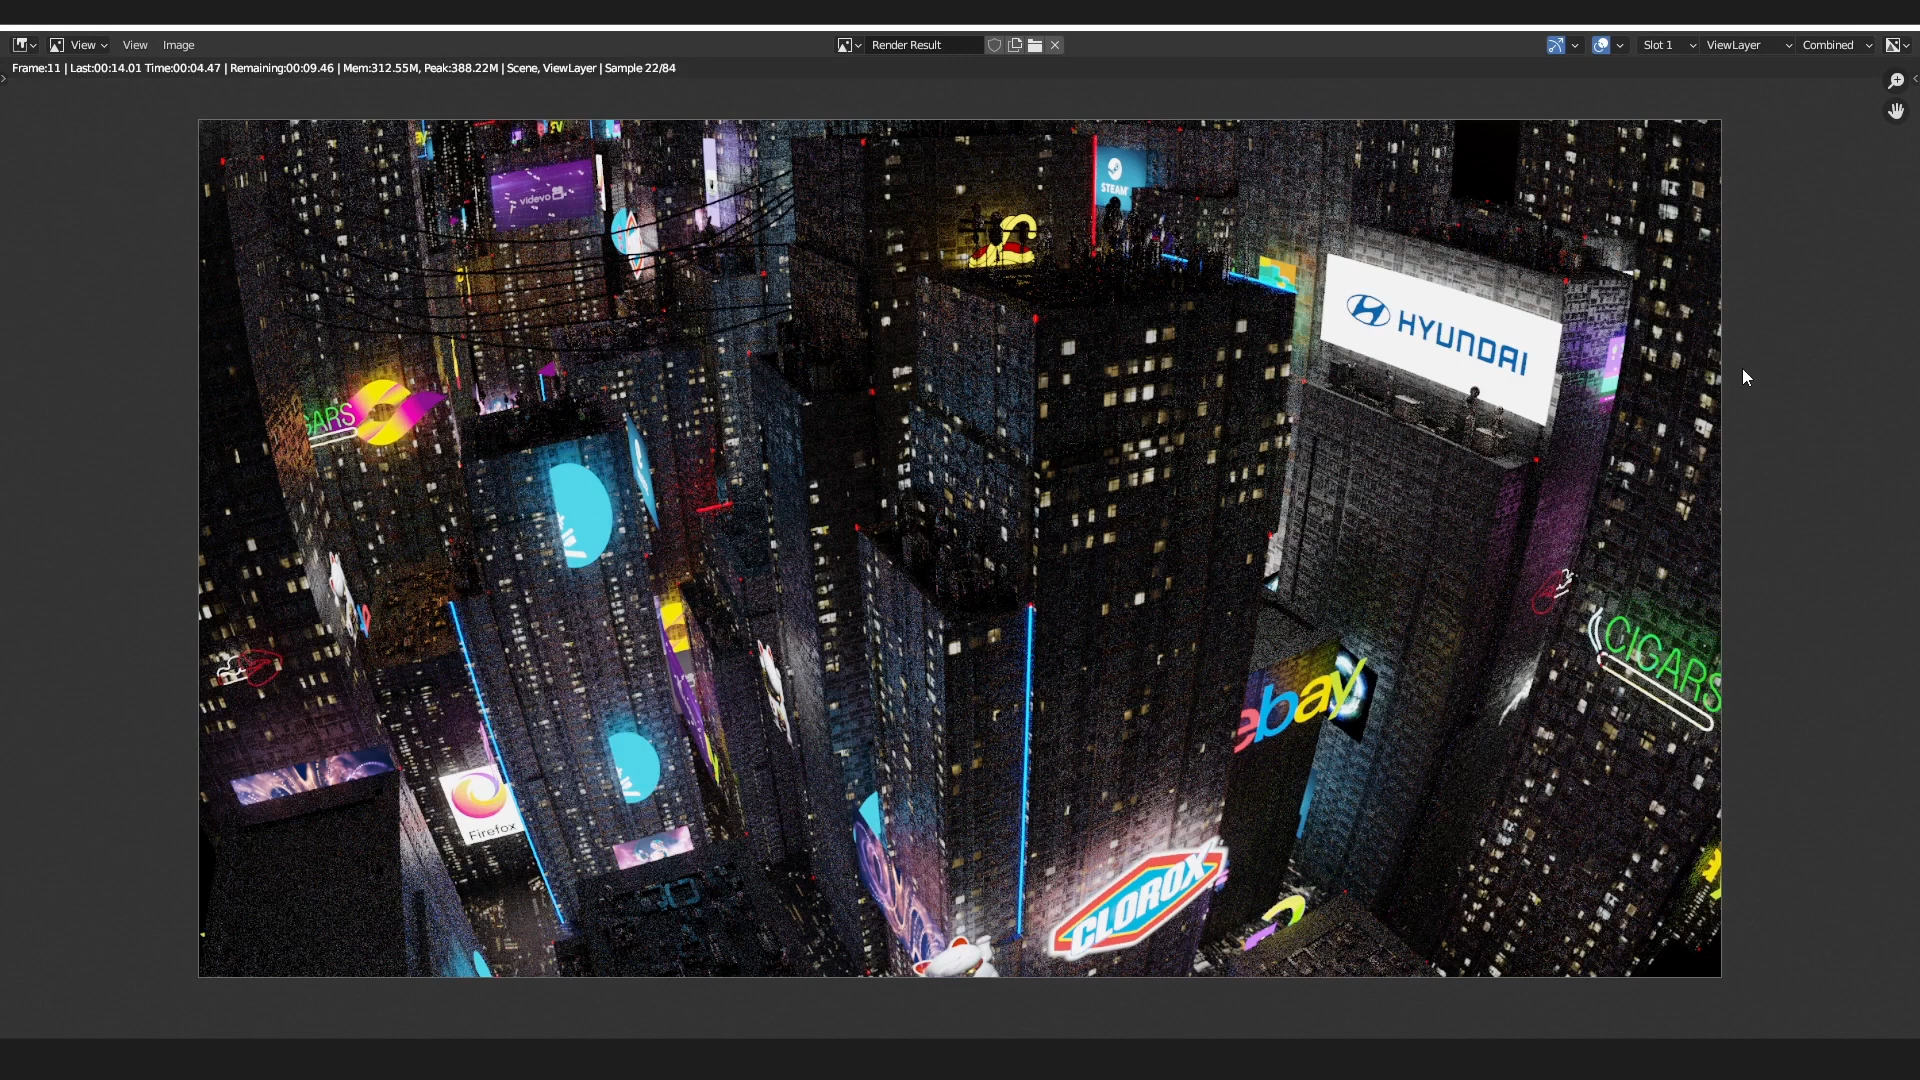 View View Image Render Result Slot 1 ViewLayer Combined
Frame:11 | Last:00:14.01 Time:00:04.47 | Remaining:00:09.46 | Mem:312.55M, Peak:388.22M | Scene, ViewLayer | Sample 22/84
videvo
STEAM
HYUNDAI
GARS
CIGARS
ebay
Firefox
CLOROX